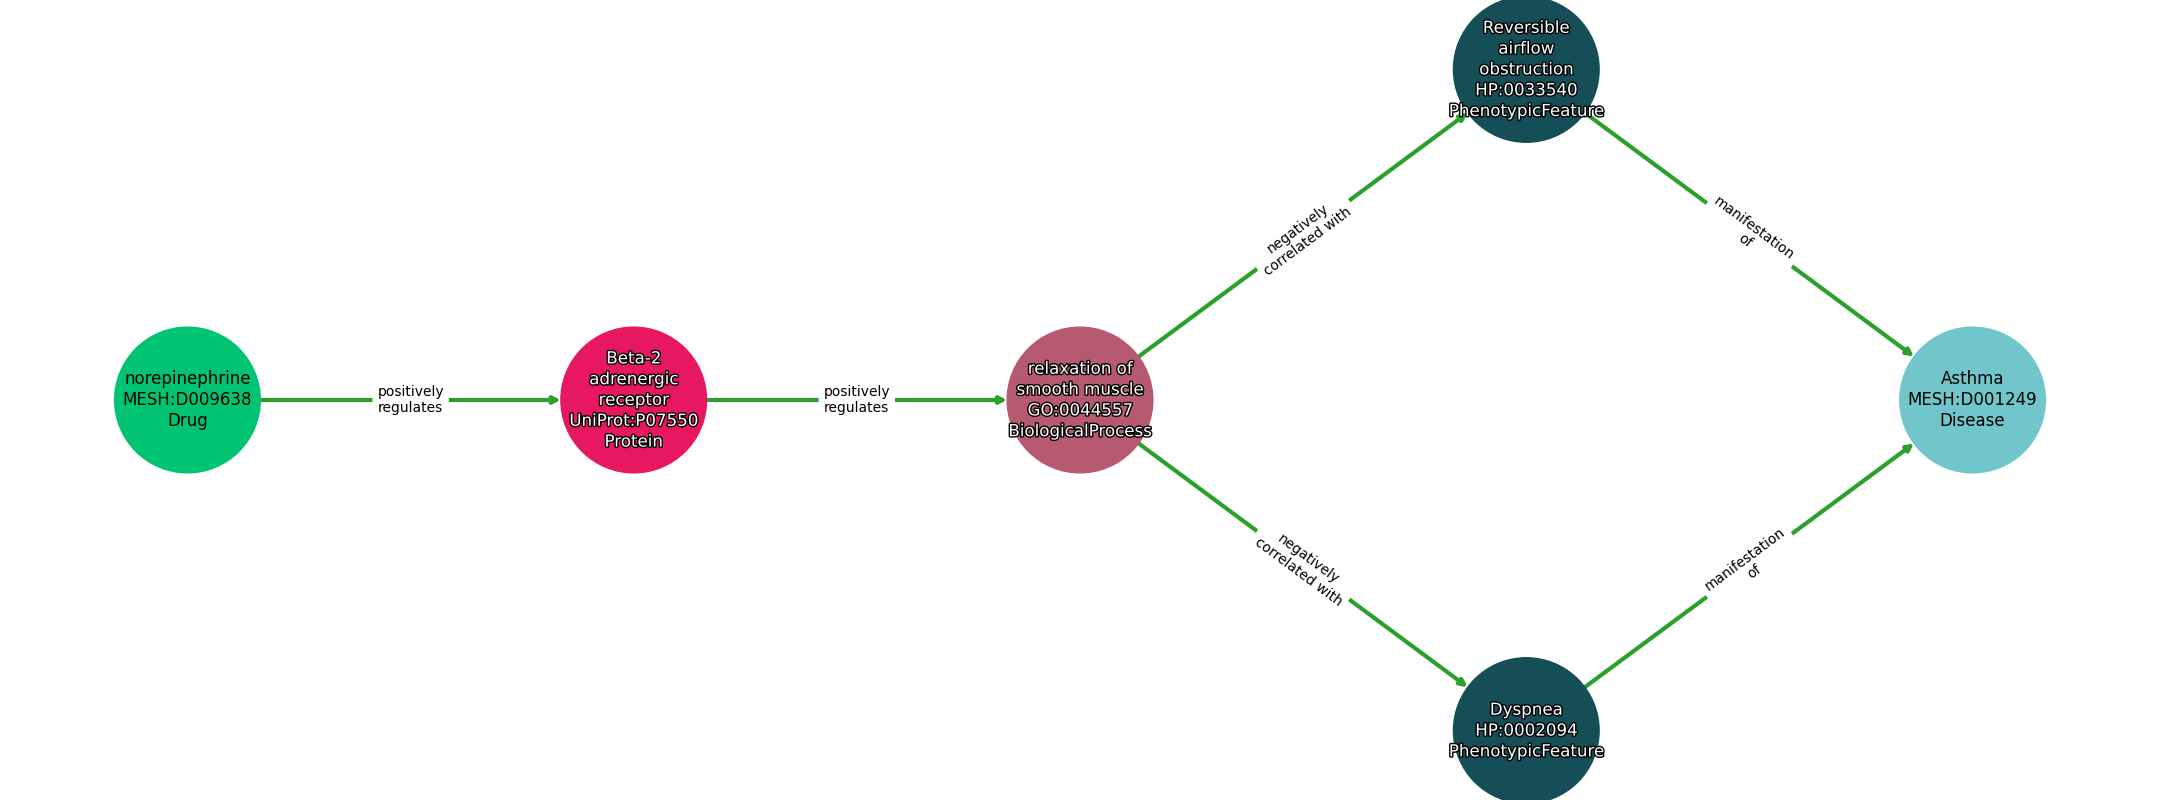 norepinephrine
MESH:D009638
Drug
positively
regulates
Beta-2
adrenergic
receptor
UniProt:P07550
Protein
positively
regulates
relaxation of
smooth muscle
GO:0044557
BiologicalProcess
negatively
correlated with
Reversible
airflow
obstruction
HP:0033540
PhenotypicFeature
manifestation
of
negatively
correlated with
Dyspnea
HP:0002094
PhenotypicFeature
manifestation
of
Asthma
MESH:D001249
Disease